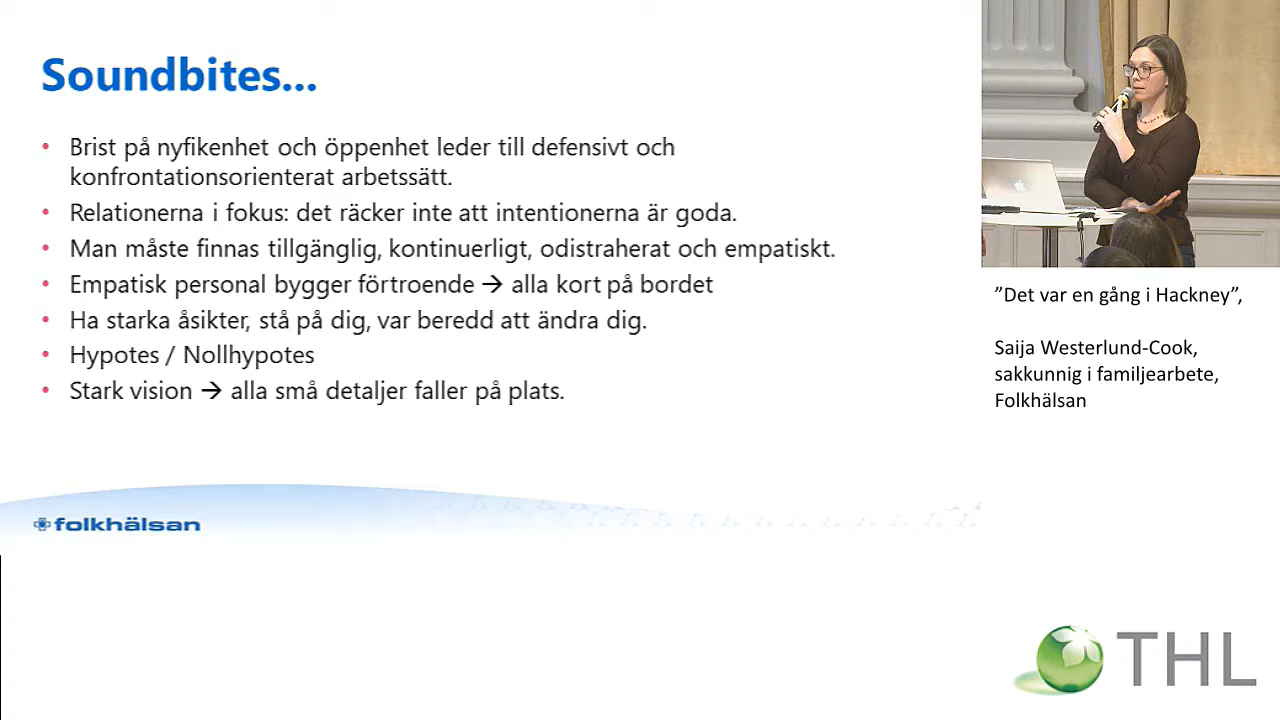 Soundbites...
• Brist på nyfikenhet och öppenhet leder till defensivt och
konfrontationsorienterat arbetssätt.
• Relationerna i fokus: det räcker inte att intentionerna är goda.
• Man måste finnas tillgänglig, kontinuerligt, odistraherat och empatiskt.
• Empatisk personal bygger förtroende → alla kort på bordet
• Ha starka åsikter, stå på dig, var beredd att ändra dig.
• Hypotes / Nollhypotes
• Stark vision → alla små detaljer faller på plats.
folkhälsan
”Det var en gång i Hackney”,
Saija Westerlund-Cook,
sakkunnig i familjearbete,
Folkhälsan
THL